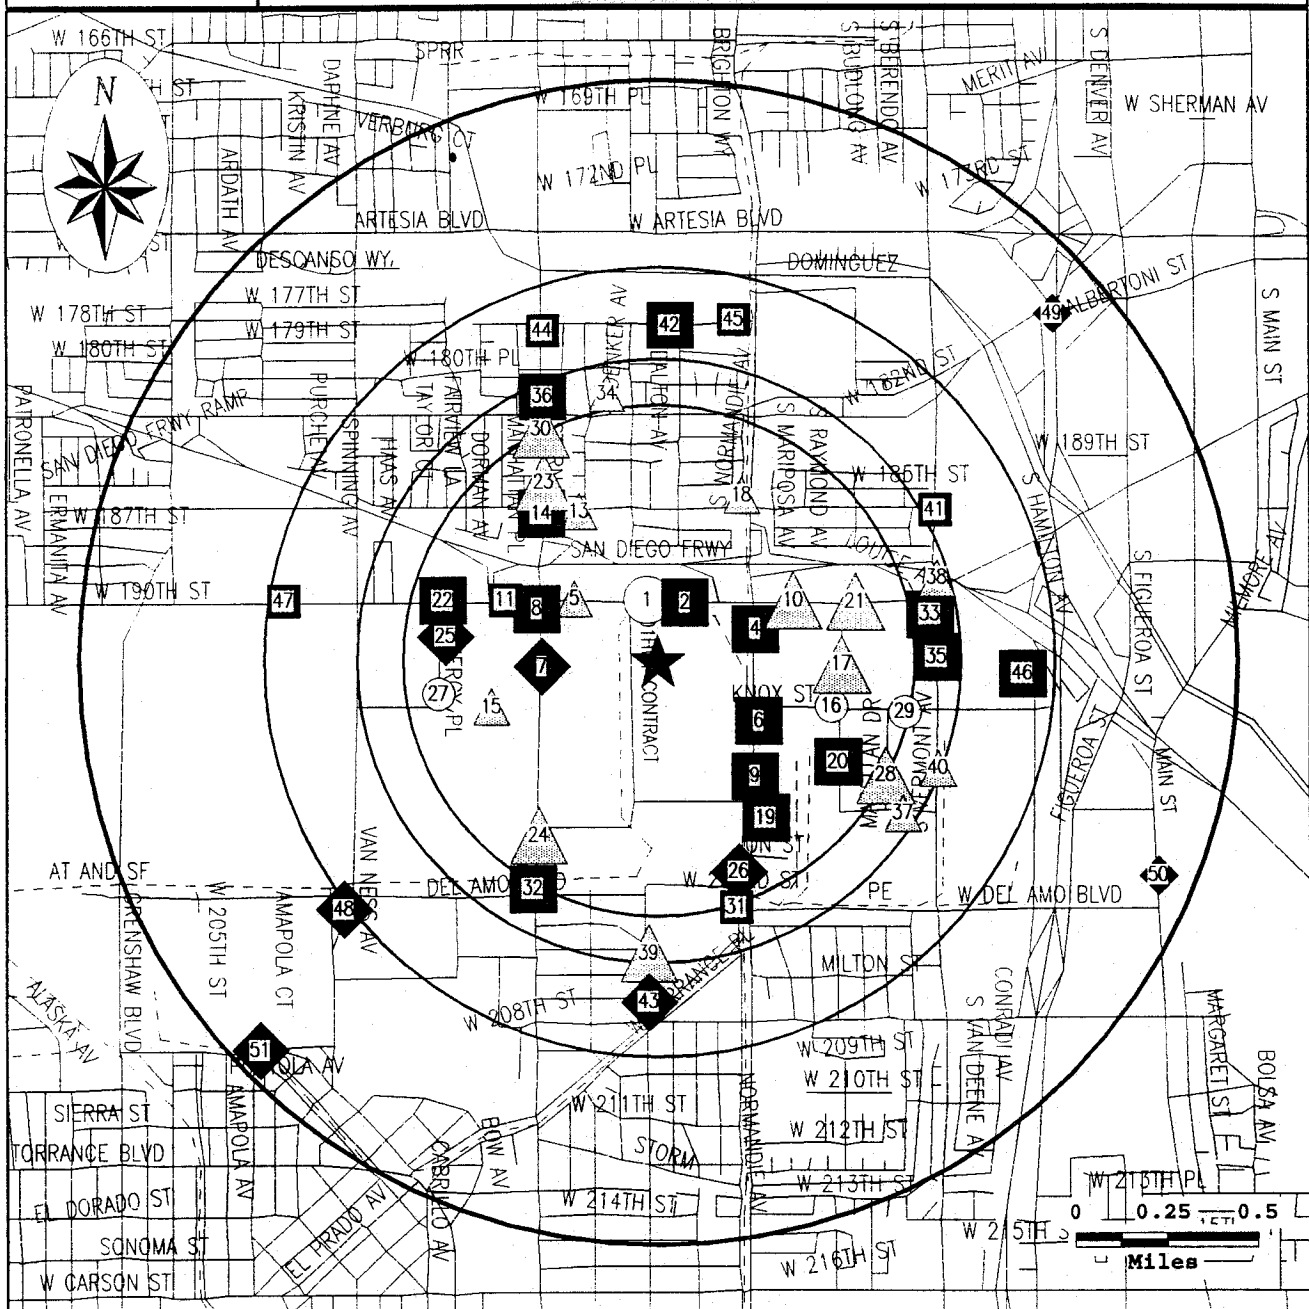 W 166TH ST
SPRR
BRIGHTON WY
S BUDLONG AV
S BERENDO AV
MERIT AV
S DENVER AV
W SHERMAN AV
N
H ST
DAPHNE AV
KRISTIN AV
VERBURG CT
W 169TH PL
W 172ND PL
W 173RD ST
ARDATH AV
ARTESIA BLVD
W ARTESIA BLVD
ST
DESCANSO WY,
DOMINGUEZ
ALBERTONI ST
W 177TH ST
W 178TH ST
W 179TH ST
W 180TH ST
W 180TH PL
44
42
45
49
S MAIN ST
DALTON AV
NORMANDIE AV
S
W 182ND ST
36
34
30
PATRONELLA AV
SAN DIEGO FRWY RAMP
PURCHE AV
SPINNING AV
HAAS AV
TAYLOR CT
DORMAN AV
S MARIPOSA AV
S RAYMOND AV
W 189TH ST
W 185TH ST
ERMANITA AV
W 187TH ST
23
14
13
18
41
S HAMILTON AV
SAN DIEGO FRWY
38
W 190TH ST
47
22
11
8
5
1
2
10
21
33
S FIGUEROA ST
25
7
4
35
46
17
CONTRACT
KNOX ST
27
15
16
29
6
20
28
40
9
37
19
FIGUEROA ST
MAIN ST
24
AT AND SF
VAN NESS AV
DEL AMO
32
26
31
PE
W DEL AMO BLVD
50
48
CRENSHAW BLVD
W 205TH ST
AMAPOLA CT
39
MILTON ST
ALASKA AV
W 208TH ST
43
CONRADI AV
S VAN DEENE AV
MARGARET ST
BOLSA AV
51
W 209TH ST
W 210TH ST
W 211TH ST
W 212TH ST
SIERRA ST
AMAPOLA AV
TORRANCE BLVD
BOW AV
STORM
NORMANDIE AV
CABRILLO AV
W 213TH ST
W 213TH PL
EL DORADO ST
EL PRADO AV
W 214TH ST
W 215TH S
0 0.25 0.5
Miles
SONOMA ST
W 216TH ST
W CARSON ST